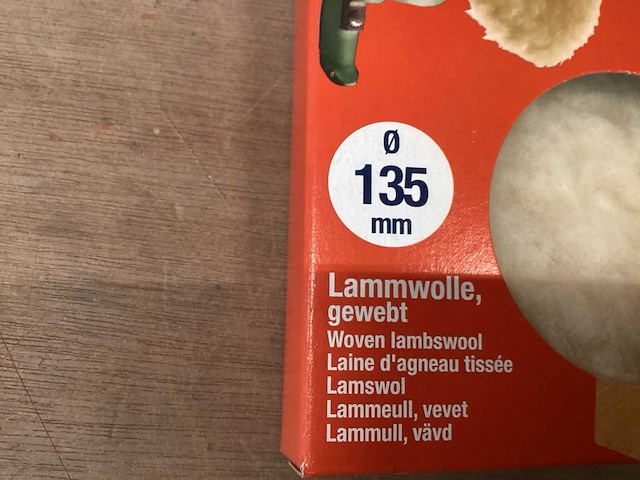 Ø
135
mm
Lammwolle,
gewebt
Woven lambswool
Laine d'agneau tissée
Lamswol
Lammeull, vevet
Lammull, vävd